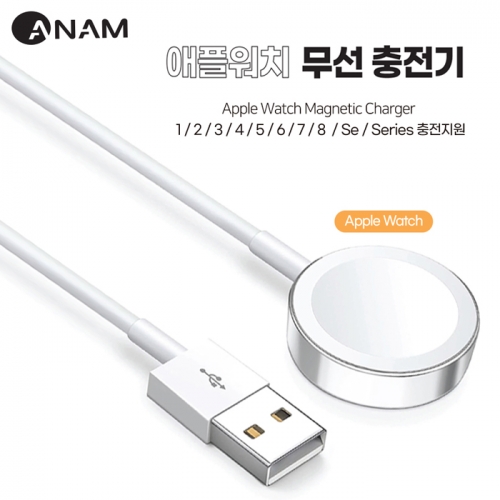 ANAM
애플워치 무선 충전기
Apple Watch Magnetic Charger
1 / 2 / 3 / 4 / 5 / 6 / 7 / 8 / Se / Series 충전지원
Apple Watch